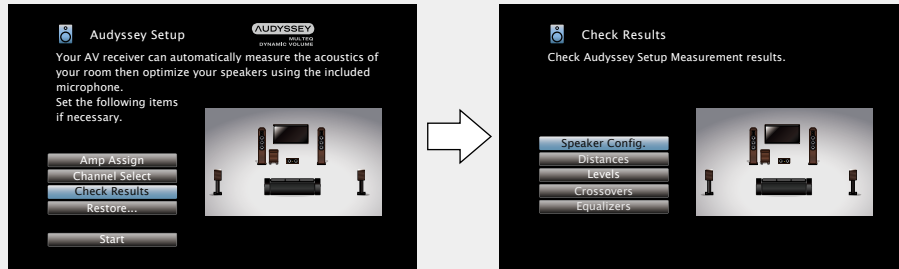 Audyssey Setup
AUDYSSEY
MULTEQ
DYNAMIC VOLUME
Your AV receiver can automatically measure the acoustics of
your room then optimize your speakers using the included
microphone.
Set the following items
if necessary.
Amp Assign
Channel Select
Check Results
Restore...
Start
Check Results
Check Audyssey Setup Measurement results.
Speaker Config.
Distances
Levels
Crossovers
Equalizers